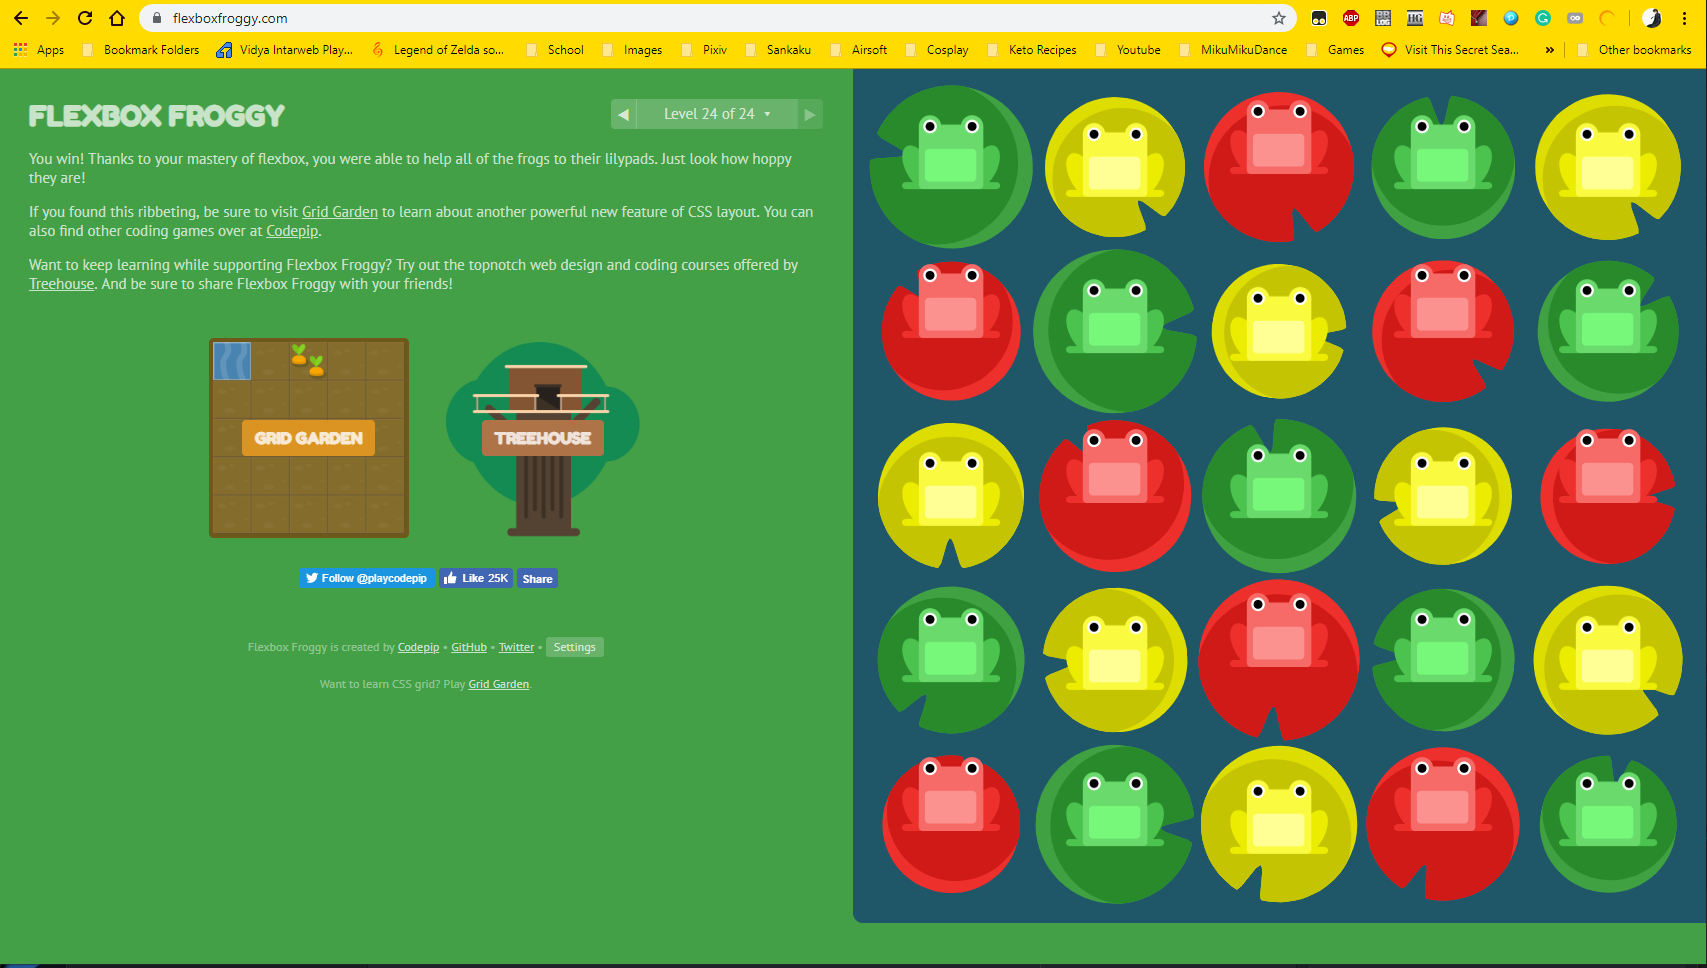 flexboxfroggy.com
Apps Bookmark Folders Vidya Intarweb Play... Legend of Zelda so... School Images Pixiv Sankaku Airsoft Cosplay Keto Recipes Youtube MikuMikuDance Games Visit This Secret Sea... » Other bookmarks
FLEXBOX FROGGY
◀ Level 24 of 24 ▼ ▶
You win! Thanks to your mastery of flexbox, you were able to help all of the frogs to their lilypads. Just look how hoppy
they are!
If you found this ribbeting, be sure to visit Grid Garden to learn about another powerful new feature of CSS layout. You can
also find other coding games over at Codepip.
Want to keep learning while supporting Flexbox Froggy? Try out the topnotch web design and coding courses offered by
Treehouse. And be sure to share Flexbox Froggy with your friends!
GRID GARDEN
TREEHOUSE
Follow @playcodepip Like 25K Share
Flexbox Froggy is created by Codepip • GitHub • Twitter • Settings
Want to learn CSS grid? Play Grid Garden.